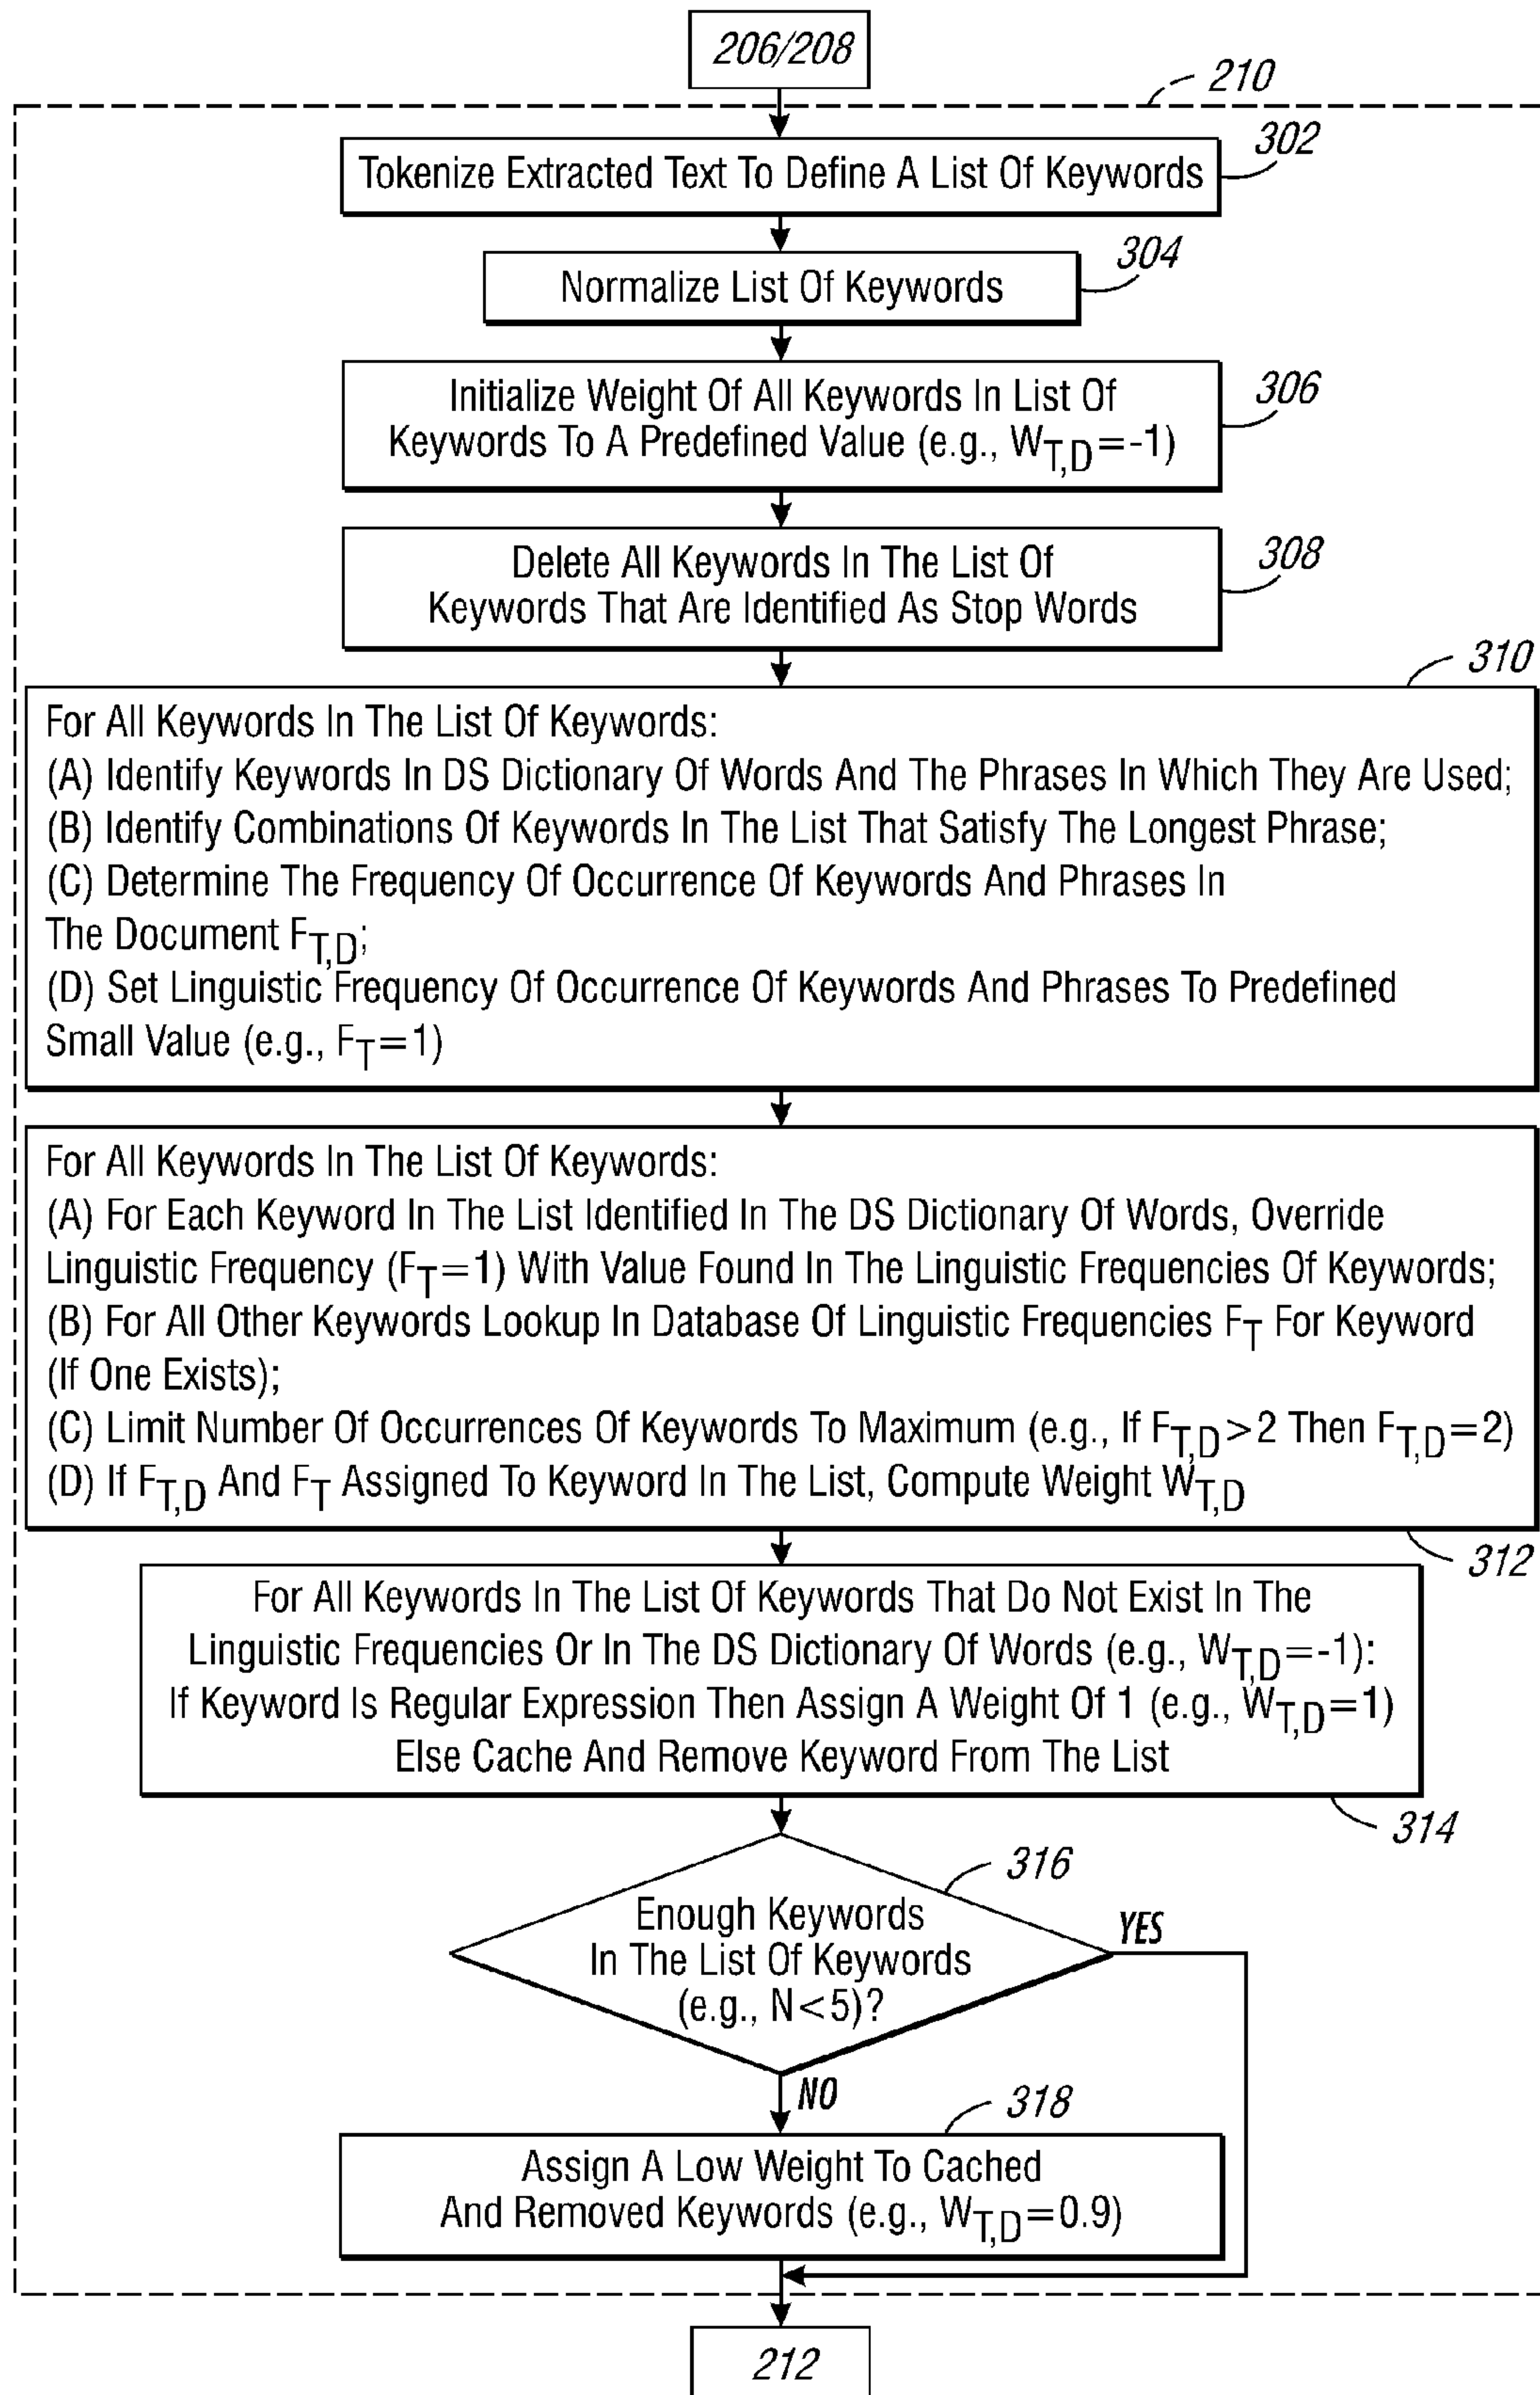 206/208
210
Tokenize Extracted Text To Define A List Of Keywords
302
Normalize List Of Keywords
304
Initialize Weight Of All Keywords In List Of
Keywords To A Predefined Value (e.g., W_T,D=-1)
306
Delete All Keywords In The List Of
Keywords That Are Identified As Stop Words
308
310
For All Keywords In The List Of Keywords:
(A) Identify Keywords In DS Dictionary Of Words And The Phrases In Which They Are Used;
(B) Identify Combinations Of Keywords In The List That Satisfy The Longest Phrase;
(C) Determine The Frequency Of Occurrence Of Keywords And Phrases In
The Document F_T,D;
(D) Set Linguistic Frequency Of Occurrence Of Keywords And Phrases To Predefined
Small Value (e.g., F_T=1)
For All Keywords In The List Of Keywords:
(A) For Each Keyword In The List Identified In The DS Dictionary Of Words, Override
Linguistic Frequency (F_T=1) With Value Found In The Linguistic Frequencies Of Keywords;
(B) For All Other Keywords Lookup In Database Of Linguistic Frequencies F_T For Keyword
(If One Exists);
(C) Limit Number Of Occurrences Of Keywords To Maximum (e.g., If F_T,D>2 Then F_T,D=2)
(D) If F_T,D And F_T Assigned To Keyword In The List, Compute Weight W_T,D
312
For All Keywords In The List Of Keywords That Do Not Exist In The
Linguistic Frequencies Or In The DS Dictionary Of Words (e.g., W_T,D=-1):
If Keyword Is Regular Expression Then Assign A Weight Of 1 (e.g., W_T,D=1)
Else Cache And Remove Keyword From The List
314
316
Enough Keywords
In The List Of Keywords
(e.g., N<5)?
YES
NO
318
Assign A Low Weight To Cached
And Removed Keywords (e.g., W_T,D=0.9)
212